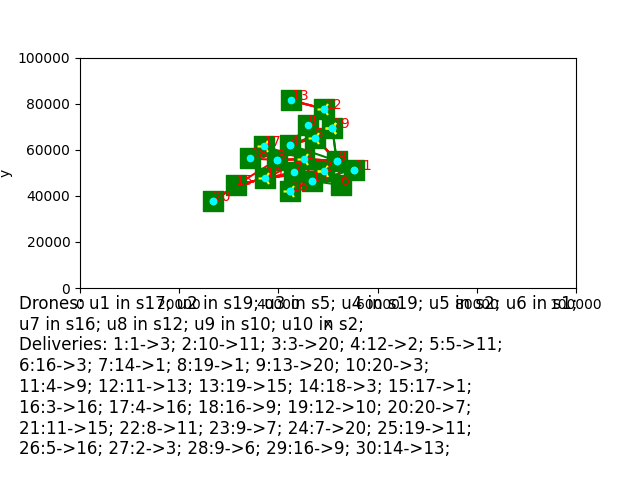 100000
80000
60000
40000
20000
0
y
x
Drones: u1 in s17; u2 in s19; u3 in s5; u4 in s19; u5 in s2; u6 in s1;
u7 in s16; u8 in s12; u9 in s10; u10 in s2;
Deliveries: 1:1->3; 2:10->11; 3:3->20; 4:12->2; 5:5->11;
6:16->3; 7:14->1; 8:19->1; 9:13->20; 10:20->3;
11:4->9; 12:11->13; 13:19->15; 14:18->3; 15:17->1;
16:3->16; 17:4->16; 18:16->9; 19:12->10; 20:20->7;
21:11->15; 22:8->11; 23:9->7; 24:7->20; 25:19->11;
26:5->16; 27:2->3; 28:9->6; 29:16->9; 30:14->13;